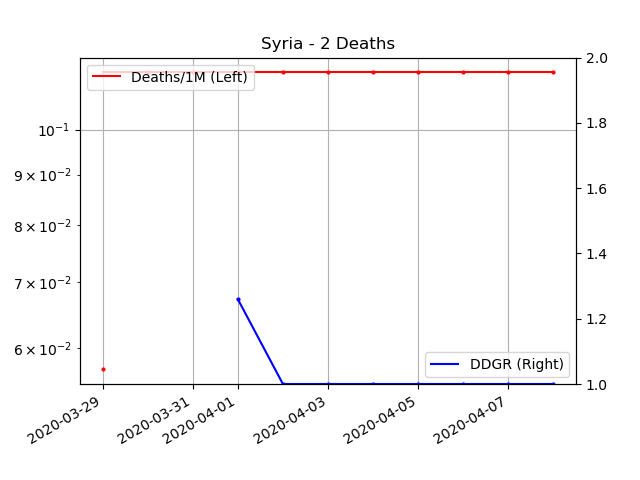 Syria - 2 Deaths
Deaths/1M (Left)
10⁻¹
9 × 10⁻²
8 × 10⁻²
7 × 10⁻²
6 × 10⁻²
2.0
1.8
1.6
1.4
1.2
1.0
DDGR (Right)
2020-03-29
2020-03-31
2020-04-01
2020-04-03
2020-04-05
2020-04-07